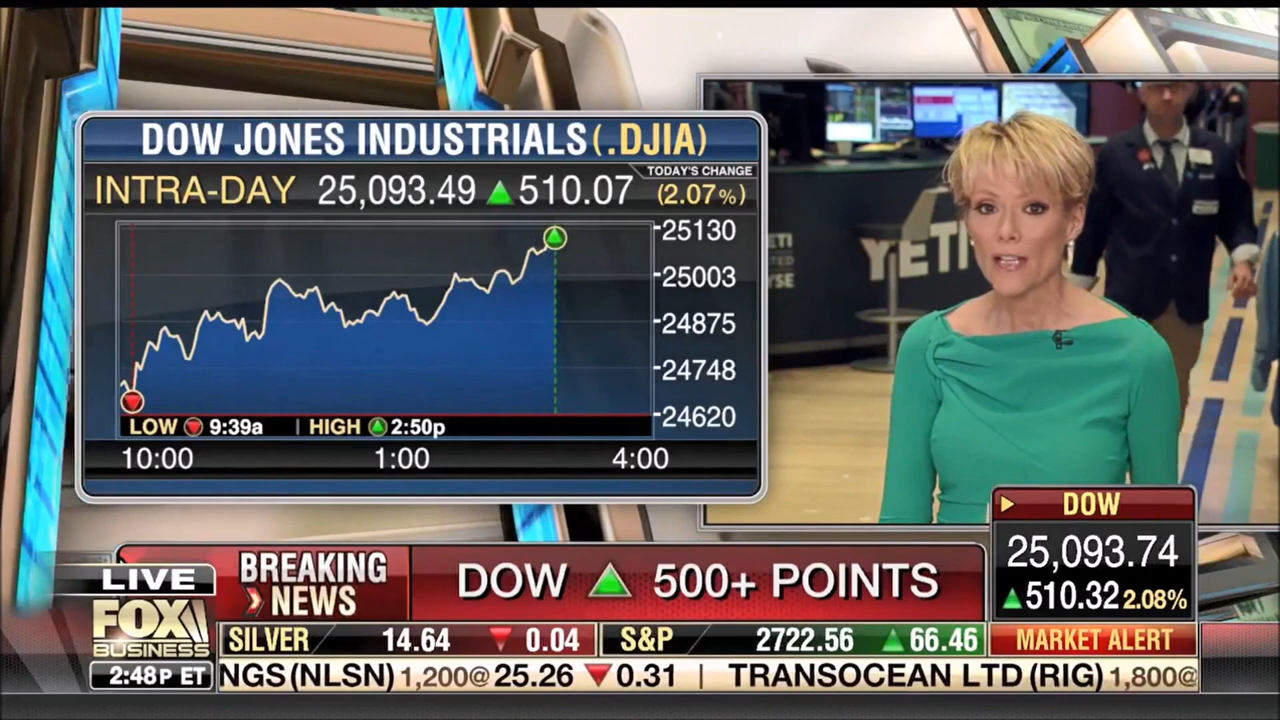 DOW JONES INDUSTRIALS (.DJIA)
TODAY'S CHANGE
INTRA-DAY 25,093.49 ▲ 510.07 (2.07%)
25130
25003
24875
24748
24620
LOW ▼ 9:39a | HIGH ▲ 2:50p
10:00 1:00 4:00
YETI
DOW
25,093.74
▲ 510.32 2.08%
MARKET ALERT
BREAKING NEWS
DOW ▲ 500+ POINTS
LIVE
FOX BUSINESS
2:48P ET
SILVER 14.64 ▼ 0.04 S&P 2722.56 ▲ 66.46
NGS (NLSN) 1,200@ 25.26 ▼ 0.31 | TRANSOCEAN LTD (RIG) 1,800@